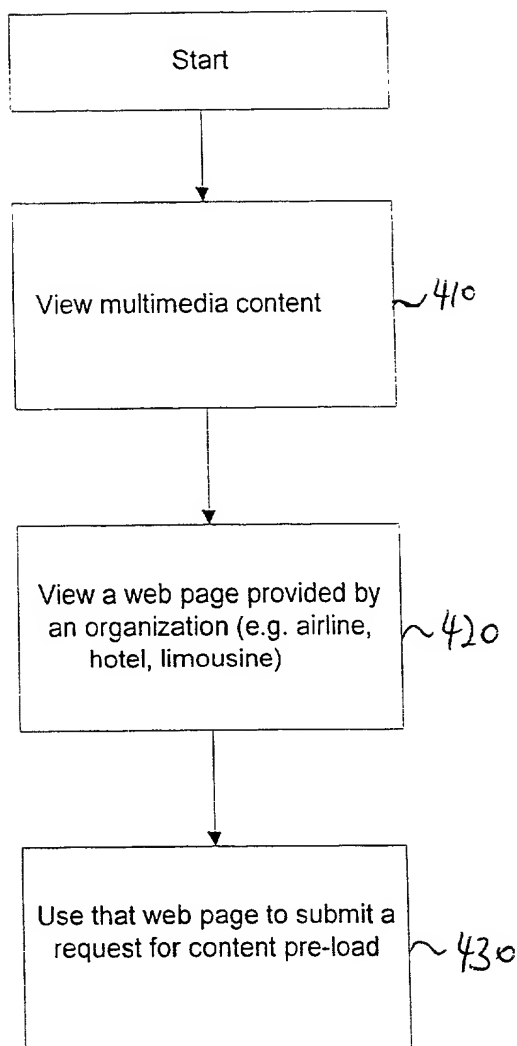 Start
View multimedia content
410
View a web page provided by
an organization (e.g. airline,
hotel, limousine)
420
Use that web page to submit a
request for content pre-load
430